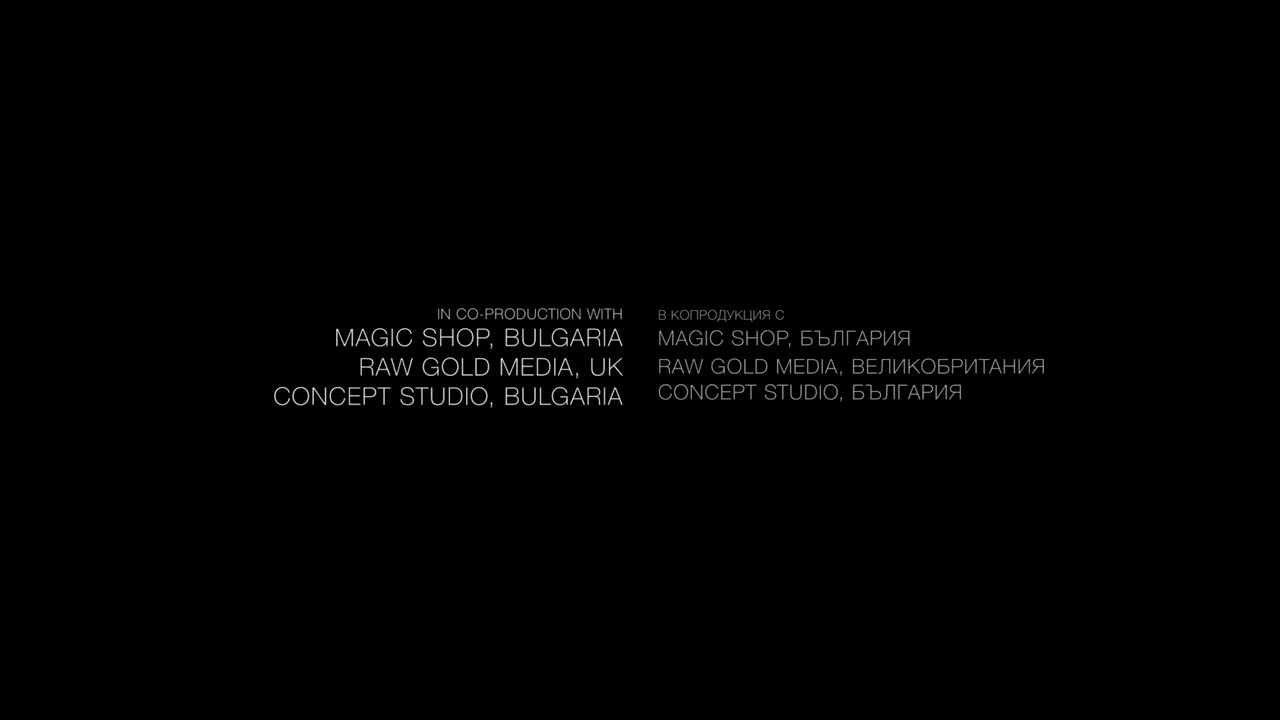 IN CO-PRODUCTION WITH
MAGIC SHOP, BULGARIA
RAW GOLD MEDIA, UK
CONCEPT STUDIO, BULGARIA
В КОПРОДУКЦИЯ С
MAGIC SHOP, БЪЛГАРИЯ
RAW GOLD MEDIA, ВЕЛИКОБРИТАНИЯ
CONCEPT STUDIO, БЪЛГАРИЯ